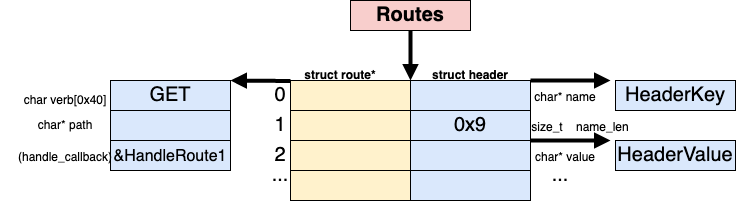 Routes
struct route* struct header
char verb[0x40] GET 0 char* name HeaderKey
char* path 1 0x9 size_t name_len
(handle_callback) &HandleRoute1 2 char* value HeaderValue
... ...